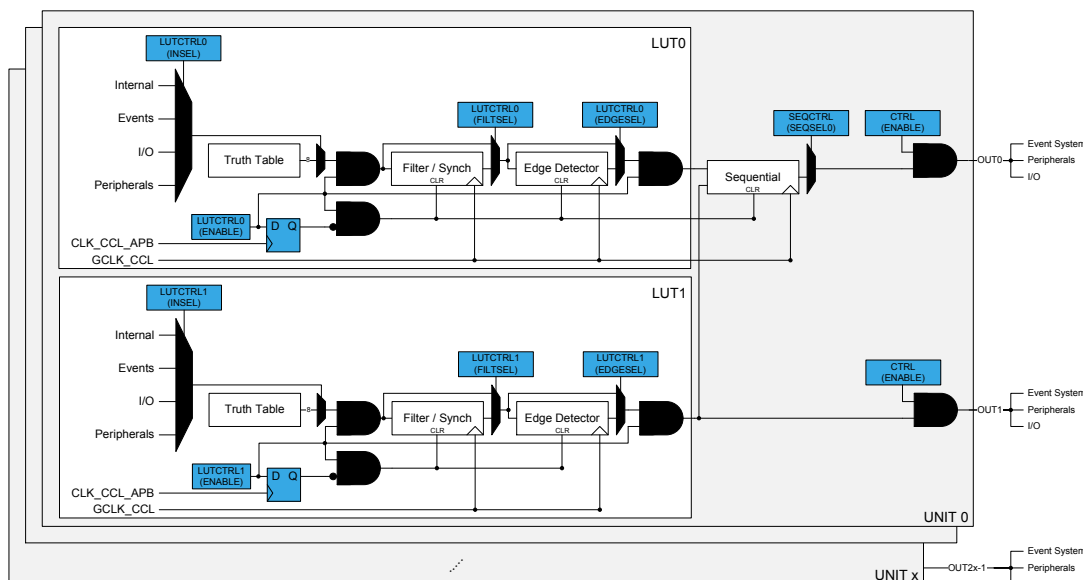 LUT0
LUTCTRL0
(INSEL)
Internal
Events
I/O
Peripherals
Truth Table
8
LUTCTRL0
(FILTSEL)
LUTCTRL0
(EDGESEL)
Filter / Synch
CLR
Edge Detector
CLR
SEQCTRL
(SEQSEL0)
Sequential
CLR
CTRL
(ENABLE)
OUT0
Event System
Peripherals
I/O
LUTCTRL0
(ENABLE)
D Q
CLK_CCL_APB
GCLK_CCL
LUT1
LUTCTRL1
(INSEL)
Internal
Events
I/O
Peripherals
Truth Table
8
LUTCTRL1
(FILTSEL)
LUTCTRL1
(EDGESEL)
Filter / Synch
CLR
Edge Detector
CLR
CTRL
(ENABLE)
OUT1
Event System
Peripherals
I/O
LUTCTRL1
(ENABLE)
D Q
CLK_CCL_APB
GCLK_CCL
UNIT 0
UNIT x
OUT2x-1
Event System
Peripherals